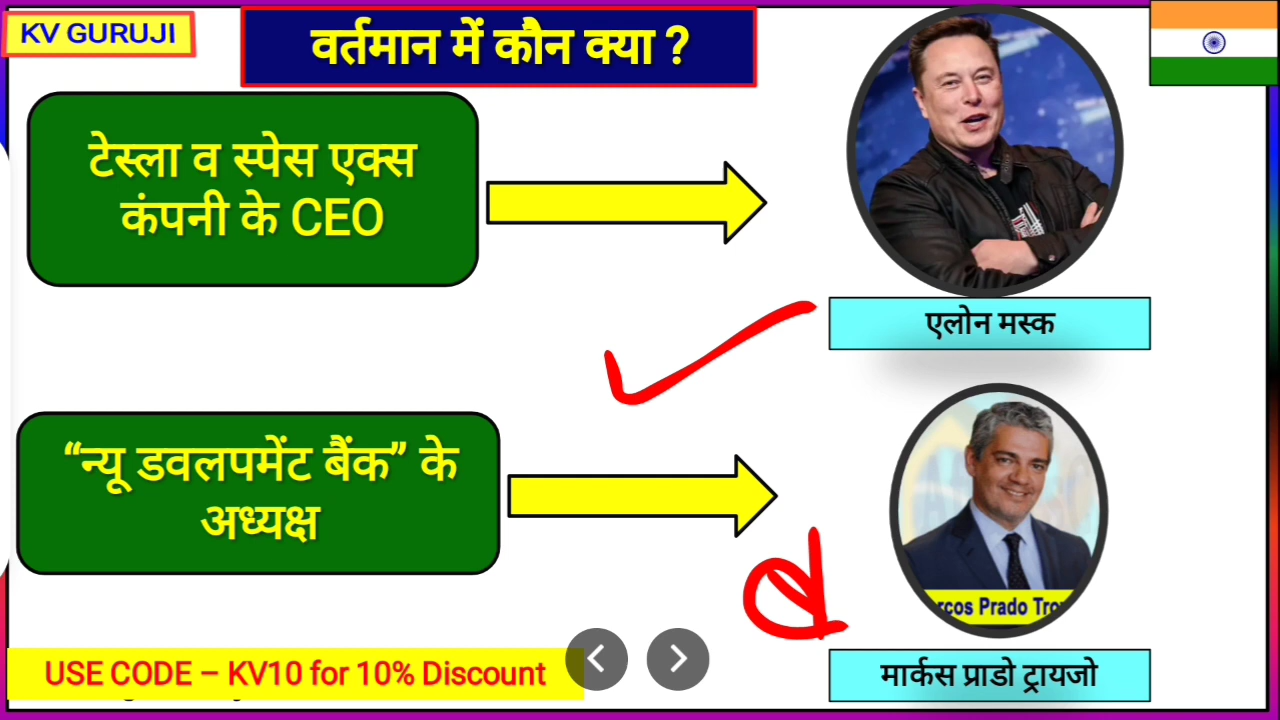 KV GURUJI
वर्तमान में कौन क्या ?
टेस्ला व स्पेस एक्स
कंपनी के CEO
एलोन मस्क
“न्यू डवलपमेंट बैंक” के
अध्यक्ष
rcos Prado Tro
मार्कस प्राडो ट्रायजो
USE CODE – KV10 for 10% Discount